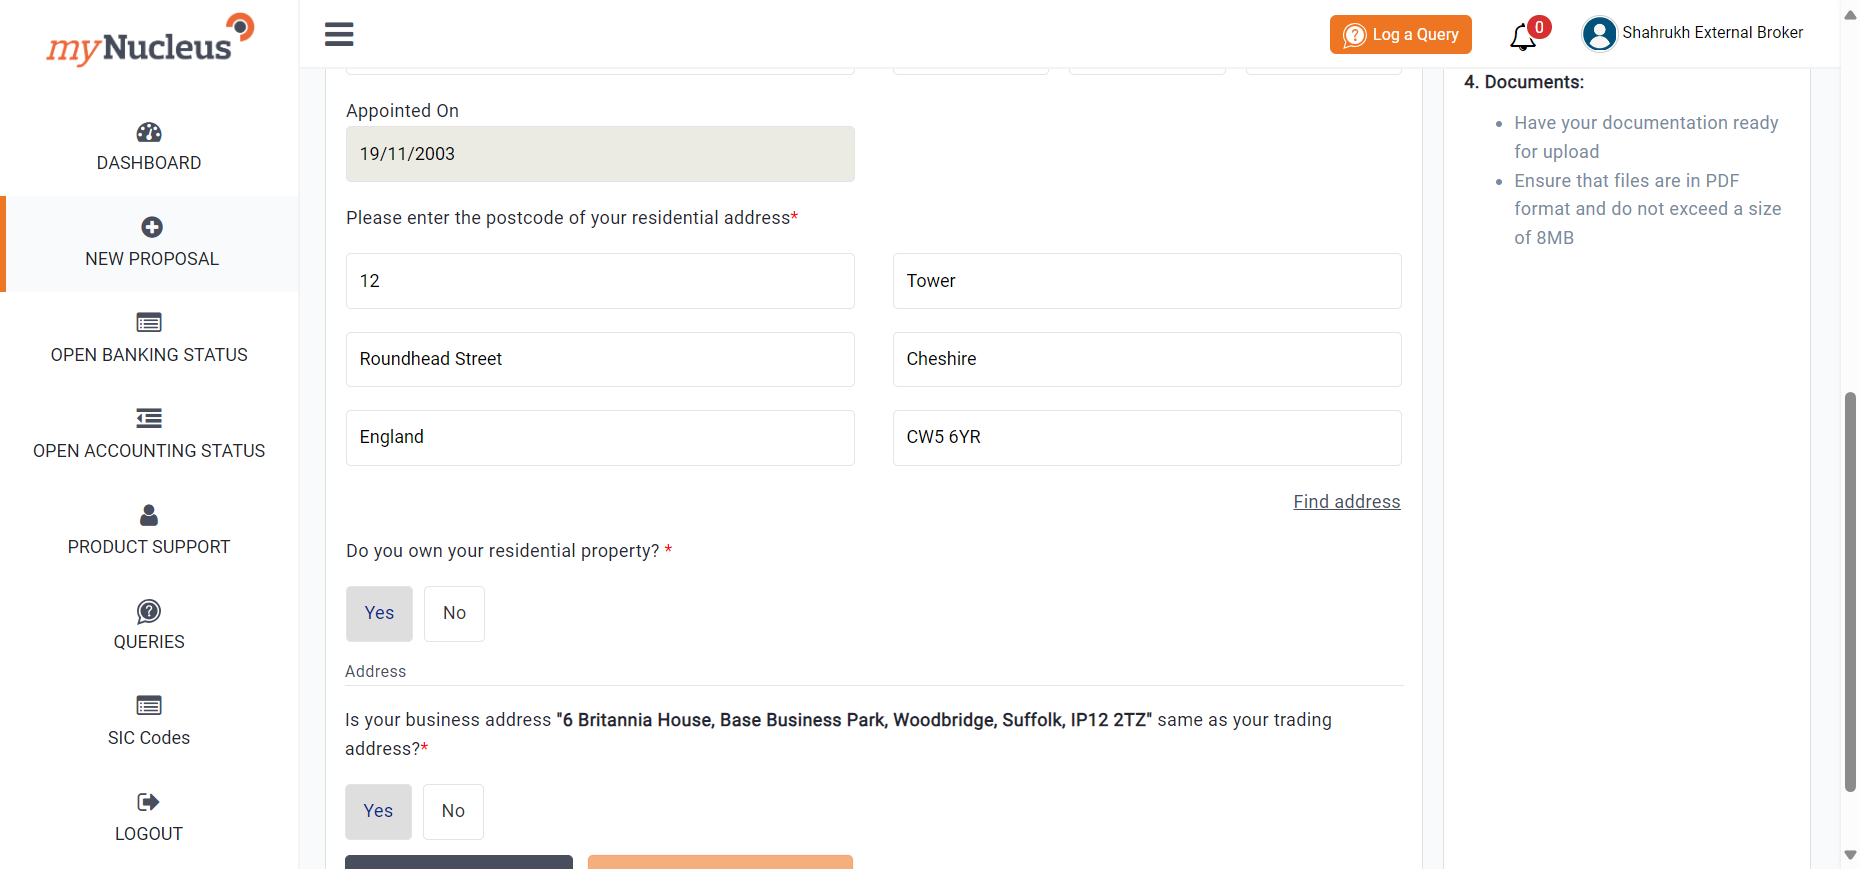 myNucleus
Log a Query
0
Shahrukh External Broker
DASHBOARD
NEW PROPOSAL
OPEN BANKING STATUS
OPEN ACCOUNTING STATUS
PRODUCT SUPPORT
QUERIES
SIC Codes
LOGOUT
Appointed On
19/11/2003
Please enter the postcode of your residential address*
12
Tower
Roundhead Street
Cheshire
England
CW5 6YR
Find address
Do you own your residential property? *
Yes
No
Address
Is your business address "6 Britannia House, Base Business Park, Woodbridge, Suffolk, IP12 2TZ" same as your trading
address?*
Yes
No
4. Documents:
• Have your documentation ready
for upload
• Ensure that files are in PDF
format and do not exceed a size
of 8MB